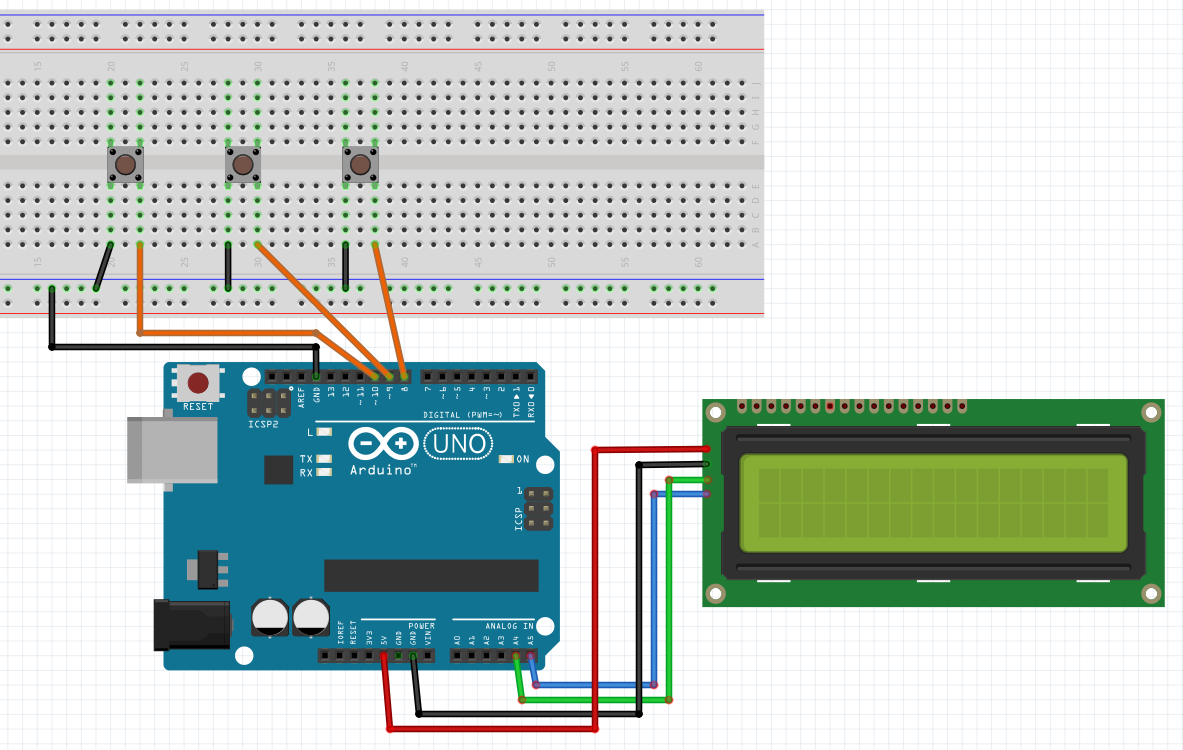 15 20 25 30 35 40 45 50 55 60
J
I
H
G
F
E
D
C
B
A
15 20 25 30 35 40 45 50 55 60
RESET
ICSP2
AREF
GND
13
12
~11
~10
~9
8
7
~6
~5
4
~3
2
TX0▶1
RX0◀0
DIGITAL (PWM=~)
L
TX
RX
Arduino™
UNO
ON
1
ICSP
POWER
ANALOG IN
IOREF
RESET
3V3
5V
GND
GND
VIN
A0
A1
A2
A3
A4
A5